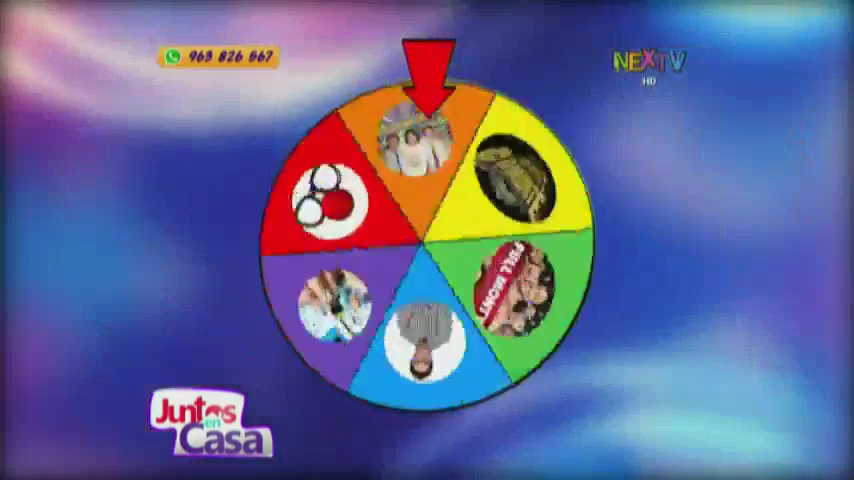 963 826 867
NEXTV
HD
Juntos
en
Casa